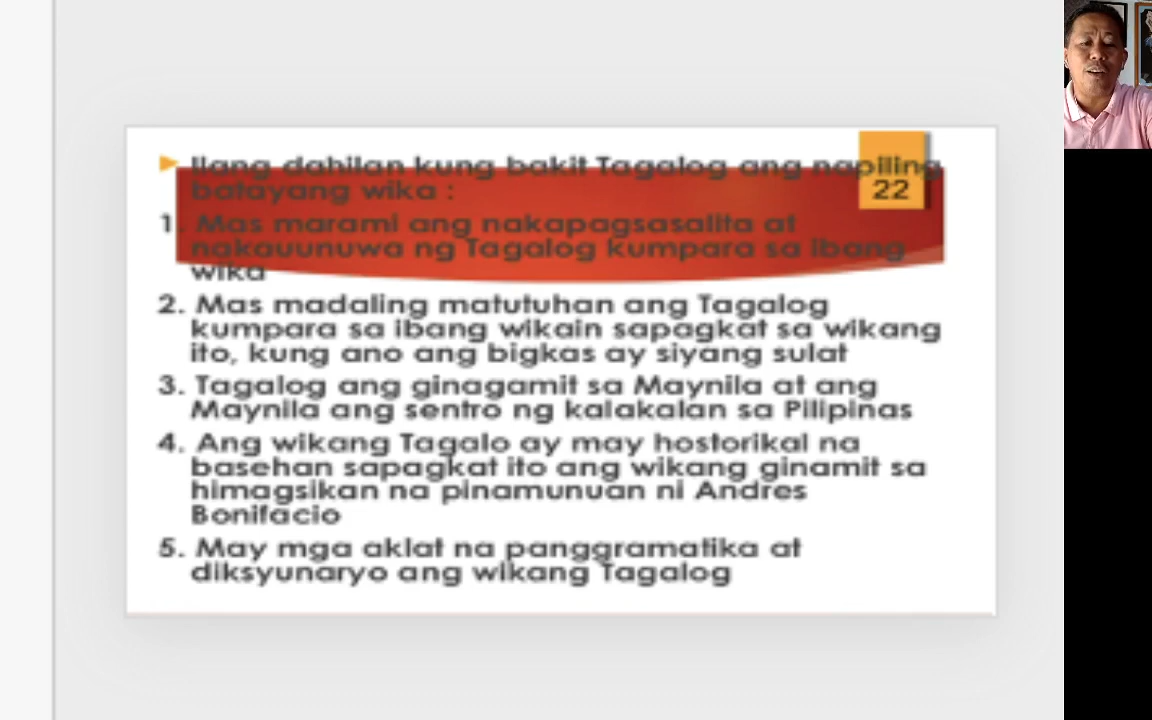 Ilang dahilan kung bakit Tagalog ang napiling
22
batayang wika :
1. Mas marami ang nakapagsasalita at
nakauunuwa ng Tagalog kumpara sa ibang
wika
2. Mas madaling matutuhan ang Tagalog
kumpara sa ibang wikain sapagkat sa wikang
ito, kung ano ang bigkas ay siyang sulat
3. Tagalog ang ginagamit sa Maynila at ang
Maynila ang sentro ng kalakalan sa Pilipinas
4. Ang wikang Tagalo ay may hostorikal na
basehan sapagkat ito ang wikang ginamit sa
himagsikan na pinamunuan ni Andres
Bonifacio
5. May mga aklat na panggramatika at
diksyunaryo ang wikang Tagalog